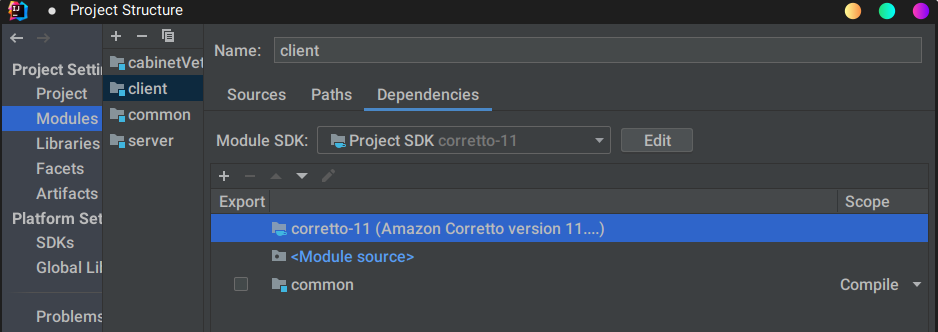 Project Structure
Project Settin
Project
Modules
Libraries
Facets
Artifacts
Platform Set
SDKs
Global Lil
Problems
cabinetVet
client
common
server
Name: client
Sources Paths Dependencies
Module SDK: Project SDK corretto-11 Edit
Export Scope
corretto-11 (Amazon Corretto version 11....)
<Module source>
common Compile